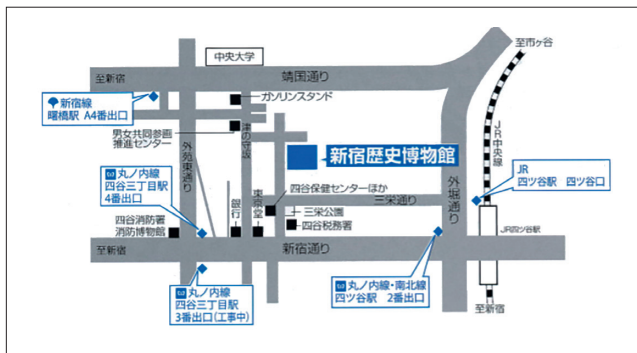 中央大学
至市ヶ谷
至新宿
靖国通り
新宿線
曙橋駅 A4番出口
ガソリンスタンド
男女共同参画
推進センター
津の守坂
外苑東通り
新宿歴史博物館
JR中央線
JR
四ツ谷駅 四ツ谷口
外堀通り
丸ノ内線
四谷三丁目駅
4番出口
四谷保健センターほか
三栄通り
銀行
東京堂
三栄公園
四谷税務署
四谷消防署
消防博物館
JR四ツ谷駅
至新宿
新宿通り
丸ノ内線
四谷三丁目駅
3番出口(工事中)
丸ノ内線・南北線
四ツ谷駅 2番出口
至新宿